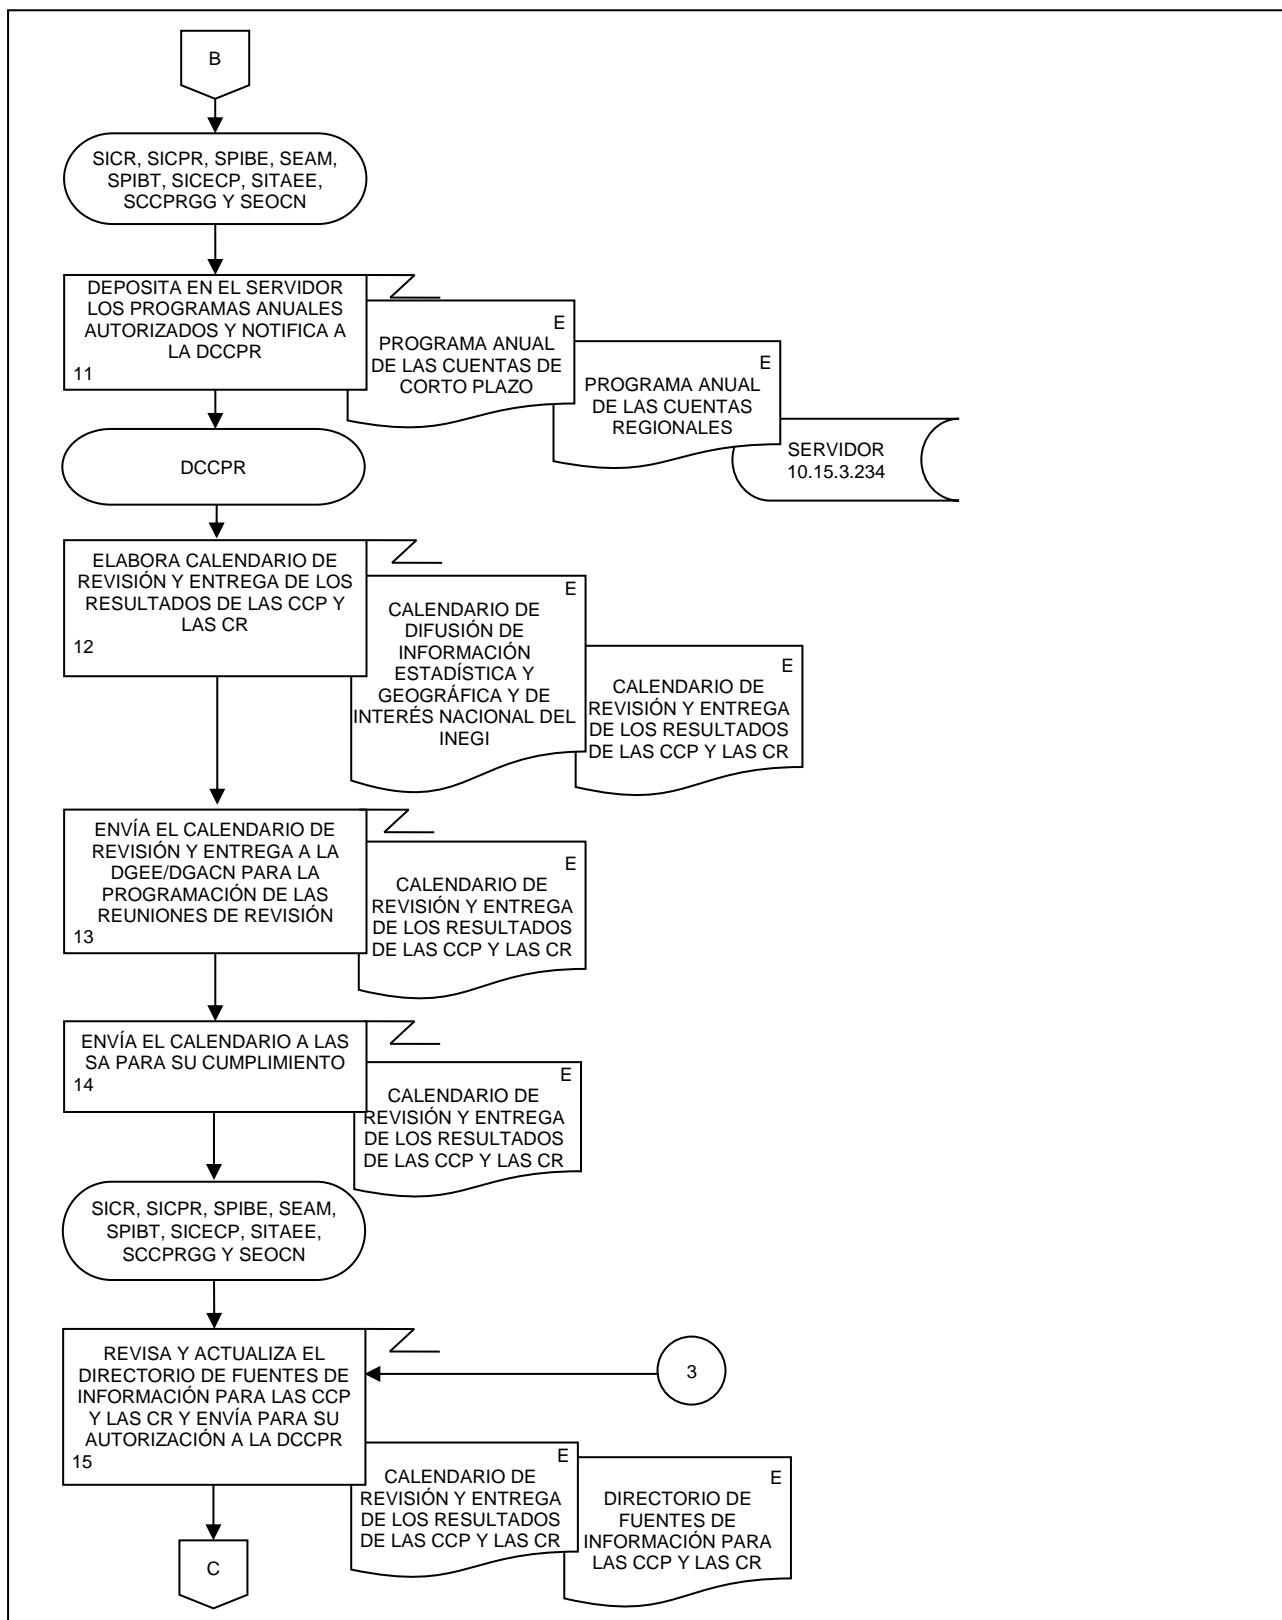 B
SICR, SICPR, SPIBE, SEAM,
SPIBT, SICECP, SITAEE,
SCCPRGG Y SEOCN
DEPOSITA EN EL SERVIDOR
LOS PROGRAMAS ANUALES
AUTORIZADOS Y NOTIFICA A
LA DCCPR
11
E
PROGRAMA ANUAL
DE LAS CUENTAS DE
CORTO PLAZO
E
PROGRAMA ANUAL
DE LAS CUENTAS
REGIONALES
SERVIDOR
10.15.3.234
DCCPR
ELABORA CALENDARIO DE
REVISIÓN Y ENTREGA DE LOS
RESULTADOS DE LAS CCP Y
LAS CR
12
E
CALENDARIO DE
DIFUSIÓN DE
INFORMACIÓN
ESTADÍSTICA Y
GEOGRÁFICA Y DE
INTERÉS NACIONAL DEL
INEGI
E
CALENDARIO DE
REVISIÓN Y ENTREGA
DE LOS RESULTADOS
DE LAS CCP Y LAS CR
ENVÍA EL CALENDARIO DE
REVISIÓN Y ENTREGA A LA
DGEE/DGACN PARA LA
PROGRAMACIÓN DE LAS
REUNIONES DE REVISIÓN
13
E
CALENDARIO DE
REVISIÓN Y ENTREGA
DE LOS RESULTADOS
DE LAS CCP Y LAS CR
ENVÍA EL CALENDARIO A LAS
SA PARA SU CUMPLIMIENTO
14
E
CALENDARIO DE
REVISIÓN Y ENTREGA
DE LOS RESULTADOS
DE LAS CCP Y LAS CR
SICR, SICPR, SPIBE, SEAM,
SPIBT, SICECP, SITAEE,
SCCPRGG Y SEOCN
REVISA Y ACTUALIZA EL
DIRECTORIO DE FUENTES DE
INFORMACIÓN PARA LAS CCP
Y LAS CR Y ENVÍA PARA SU
AUTORIZACIÓN A LA DCCPR
15
3
E
CALENDARIO DE
REVISIÓN Y ENTREGA
DE LOS RESULTADOS
DE LAS CCP Y LAS CR
E
DIRECTORIO DE
FUENTES DE
INFORMACIÓN PARA
LAS CCP Y LAS CR
C